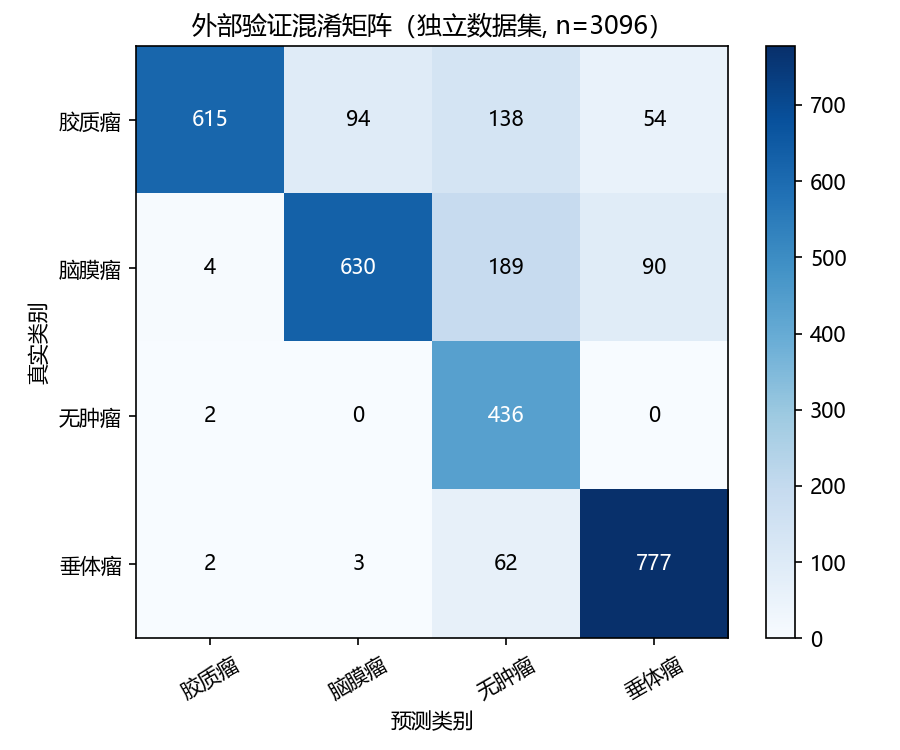 外部验证混淆矩阵（独立数据集, n=3096）
真实类别
胶质瘤 615 94 138 54
脑膜瘤 4 630 189 90
无肿瘤 2 0 436 0
垂体瘤 2 3 62 777
胶质瘤 脑膜瘤 无肿瘤 垂体瘤
预测类别
700
600
500
400
300
200
100
0